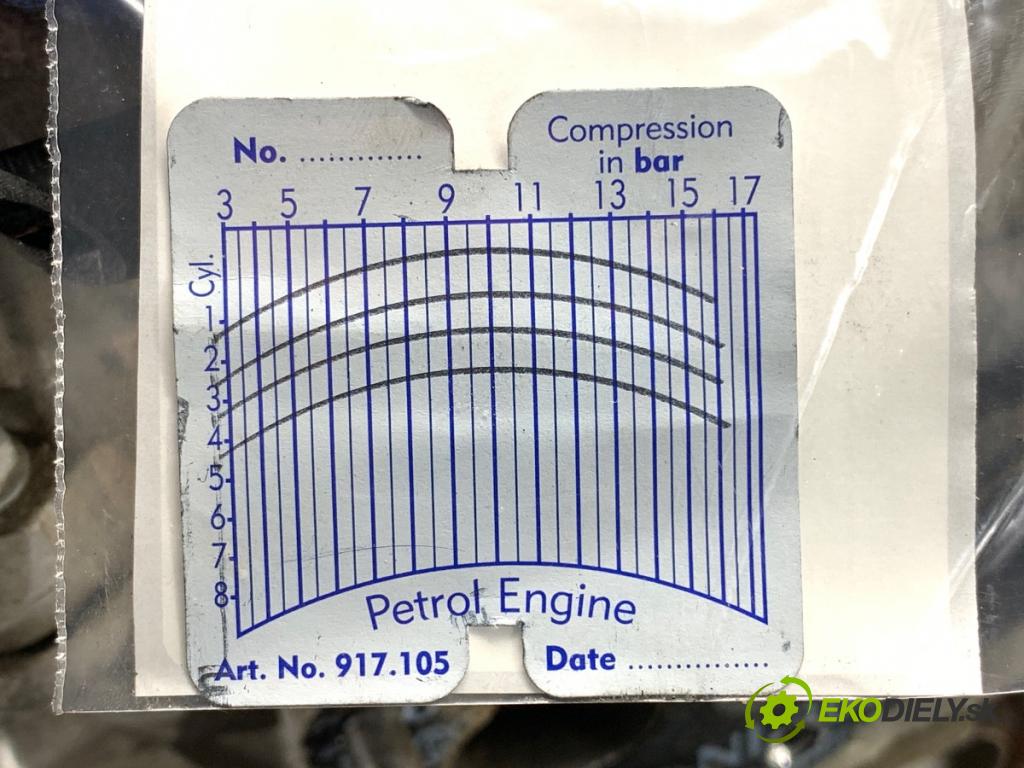 No. .............
Compression
in bar
3 5 7 9 11 13 15 17
Cyl.
1
2
3
4
5
6
7
8
Petrol Engine
Art. No. 917.105
Date ...............
EKODIELY.sk